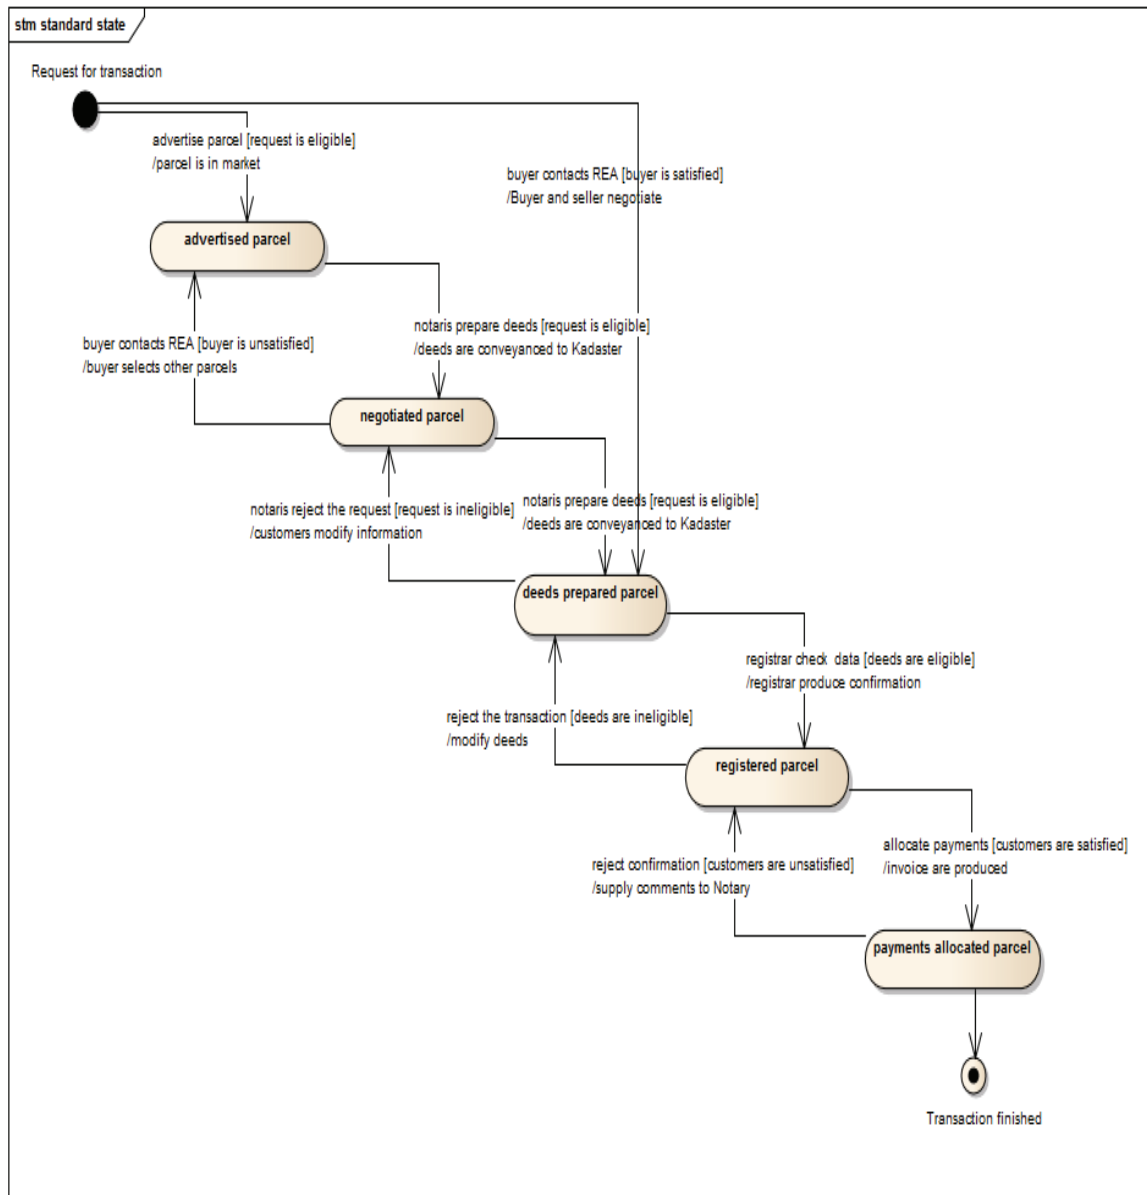 stm standard state
Request for transaction
advertise parcel [request is eligible]
/parcel is in market
buyer contacts REA [buyer is satisfied]
/Buyer and seller negotiate
advertised parcel
notaris prepare deeds [request is eligible]
/deeds are conveyanced to Kadaster
buyer contacts REA [buyer is unsatisfied]
/buyer selects other parcels
negotiated parcel
notaris reject the request [request is ineligible]
/customers modify information
notaris prepare deeds [request is eligible]
/deeds are conveyanced to Kadaster
deeds prepared parcel
registrar check data [deeds are eligible]
/registrar produce confirmation
reject the transaction [deeds are ineligible]
/modify deeds
registered parcel
allocate payments [customers are satisfied]
/invoice are produced
reject confirmation [customers are unsatisfied]
/supply comments to Notary
payments allocated parcel
Transaction finished